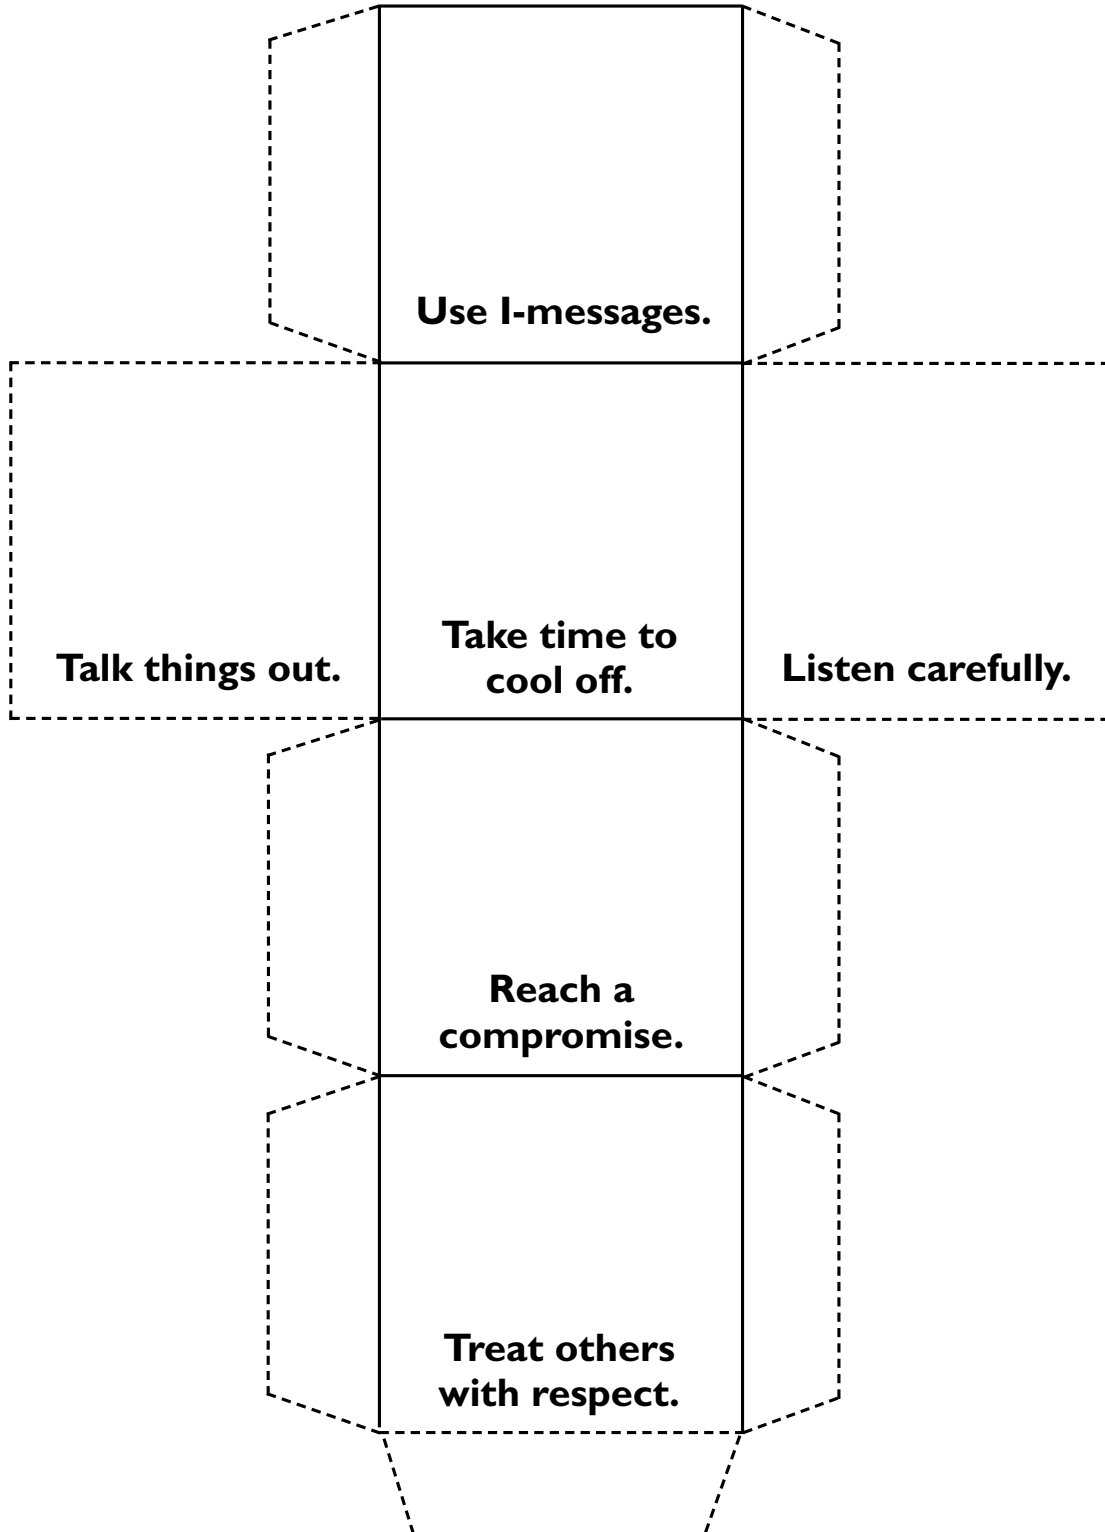 Use I-messages.
Talk things out.
Take time to
cool off.
Listen carefully.
Reach a
compromise.
Treat others
with respect.